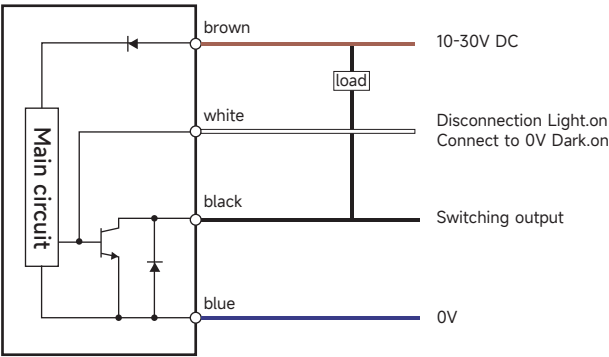 brown
10-30V DC
load
white
Disconnection Light.on
Connect to 0V Dark.on
Main circuit
black
Switching output
blue
0V